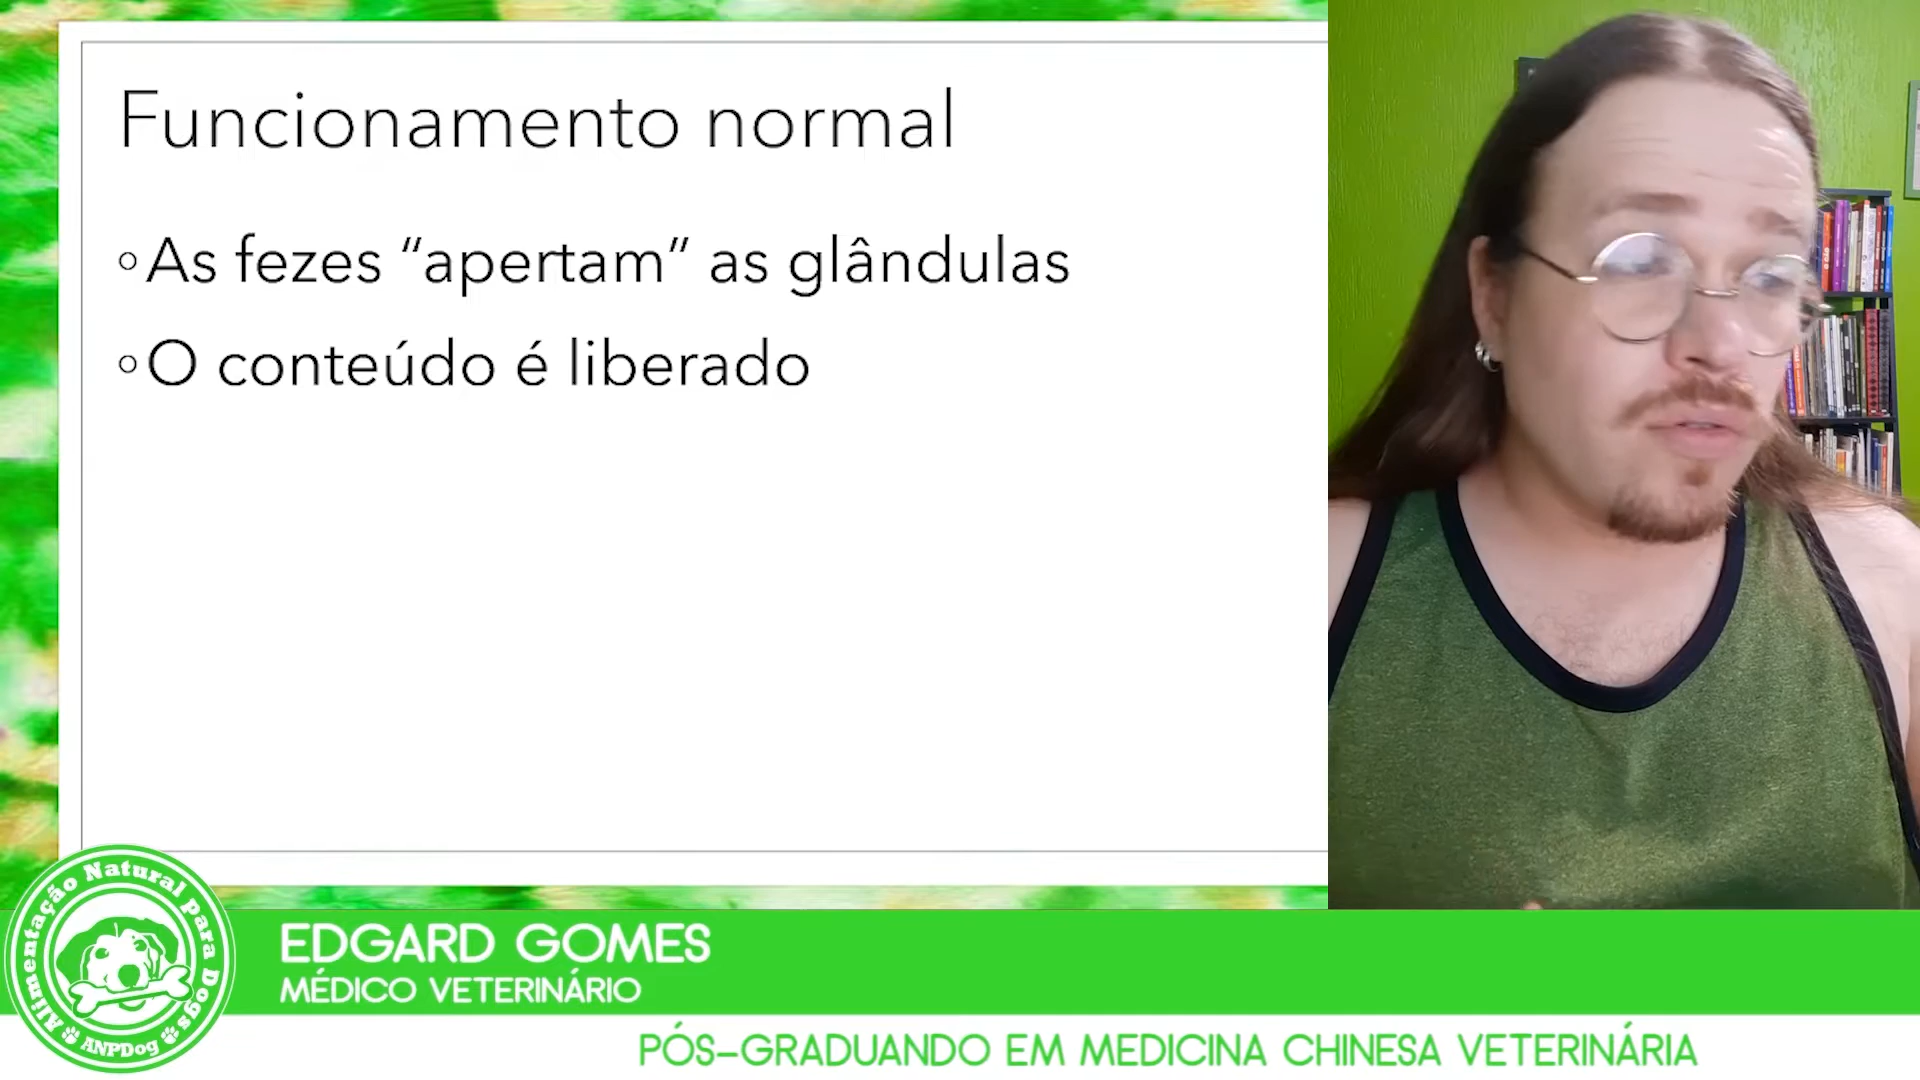 Funcionamento normal
◦As fezes “apertam” as glândulas
◦O conteúdo é liberado
Alimentação Natural Para Dogs
ANPDog
EDGARD GOMES
MÉDICO VETERINÁRIO
PÓS-GRADUANDO EM MEDICINA CHINESA VETERINÁRIA